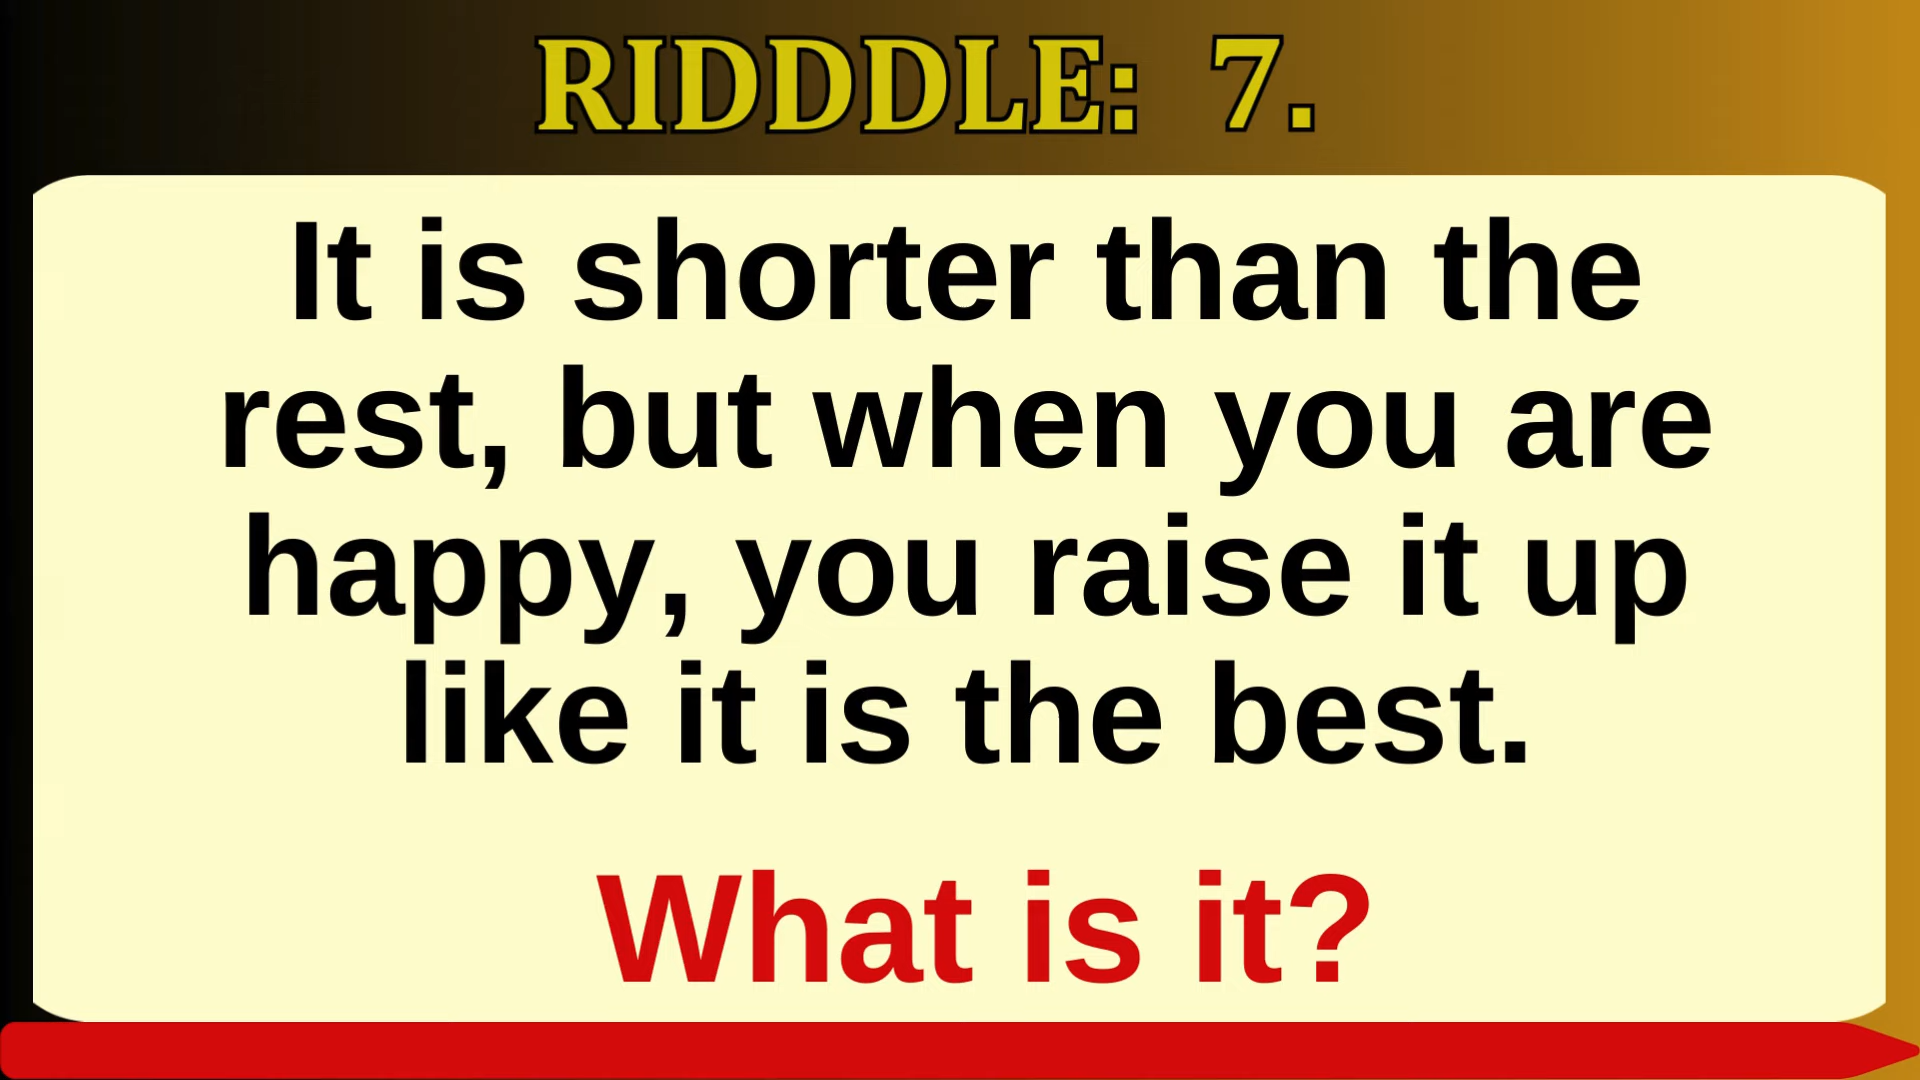 RIDDDLE: 7.
It is shorter than the
rest, but when you are
happy, you raise it up
like it is the best.
What is it?